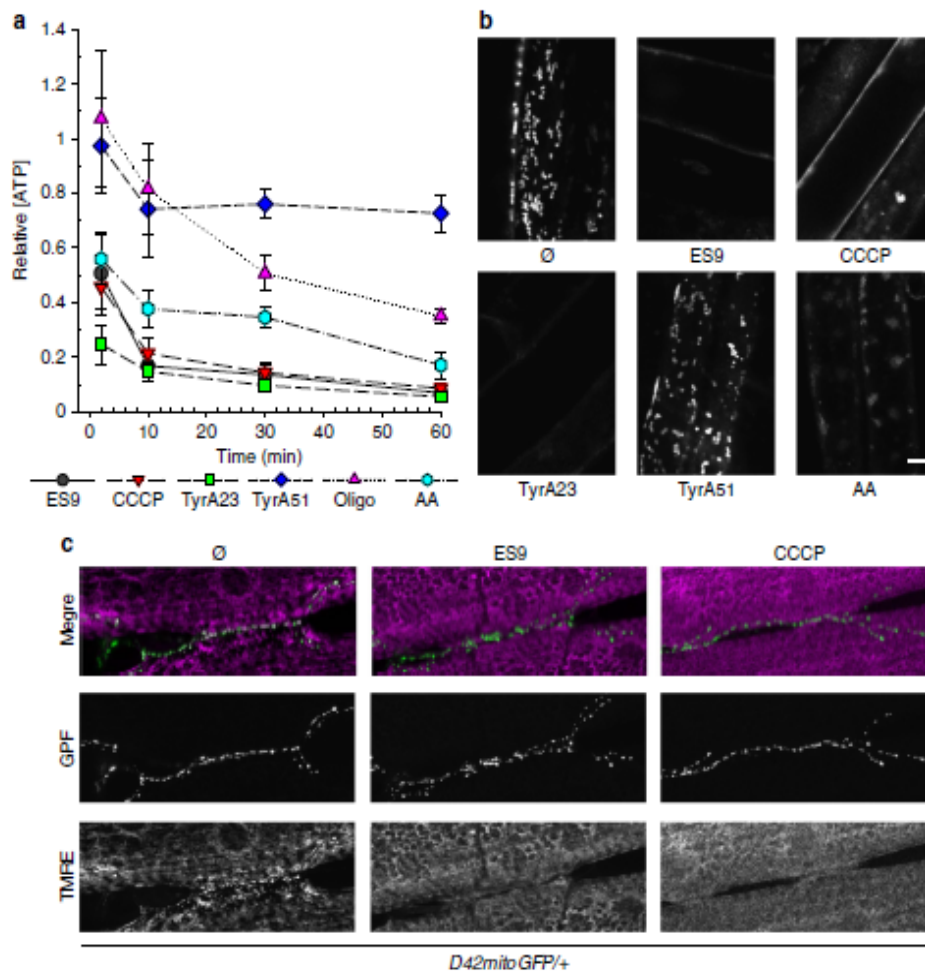 a
1.4
1.2
1
0.8
0.6
0.4
0.2
0
Relative [ATP]
0 10 20 30 40 50 60
Time (min)
ES9 CCCP TyrA23 TyrA51 Oligo AA
b
Ø ES9 CCCP
TyrA23 TyrA51 AA
c
Ø ES9 CCCP
Megre
GPF
TMRE
D42mitoGFP/+